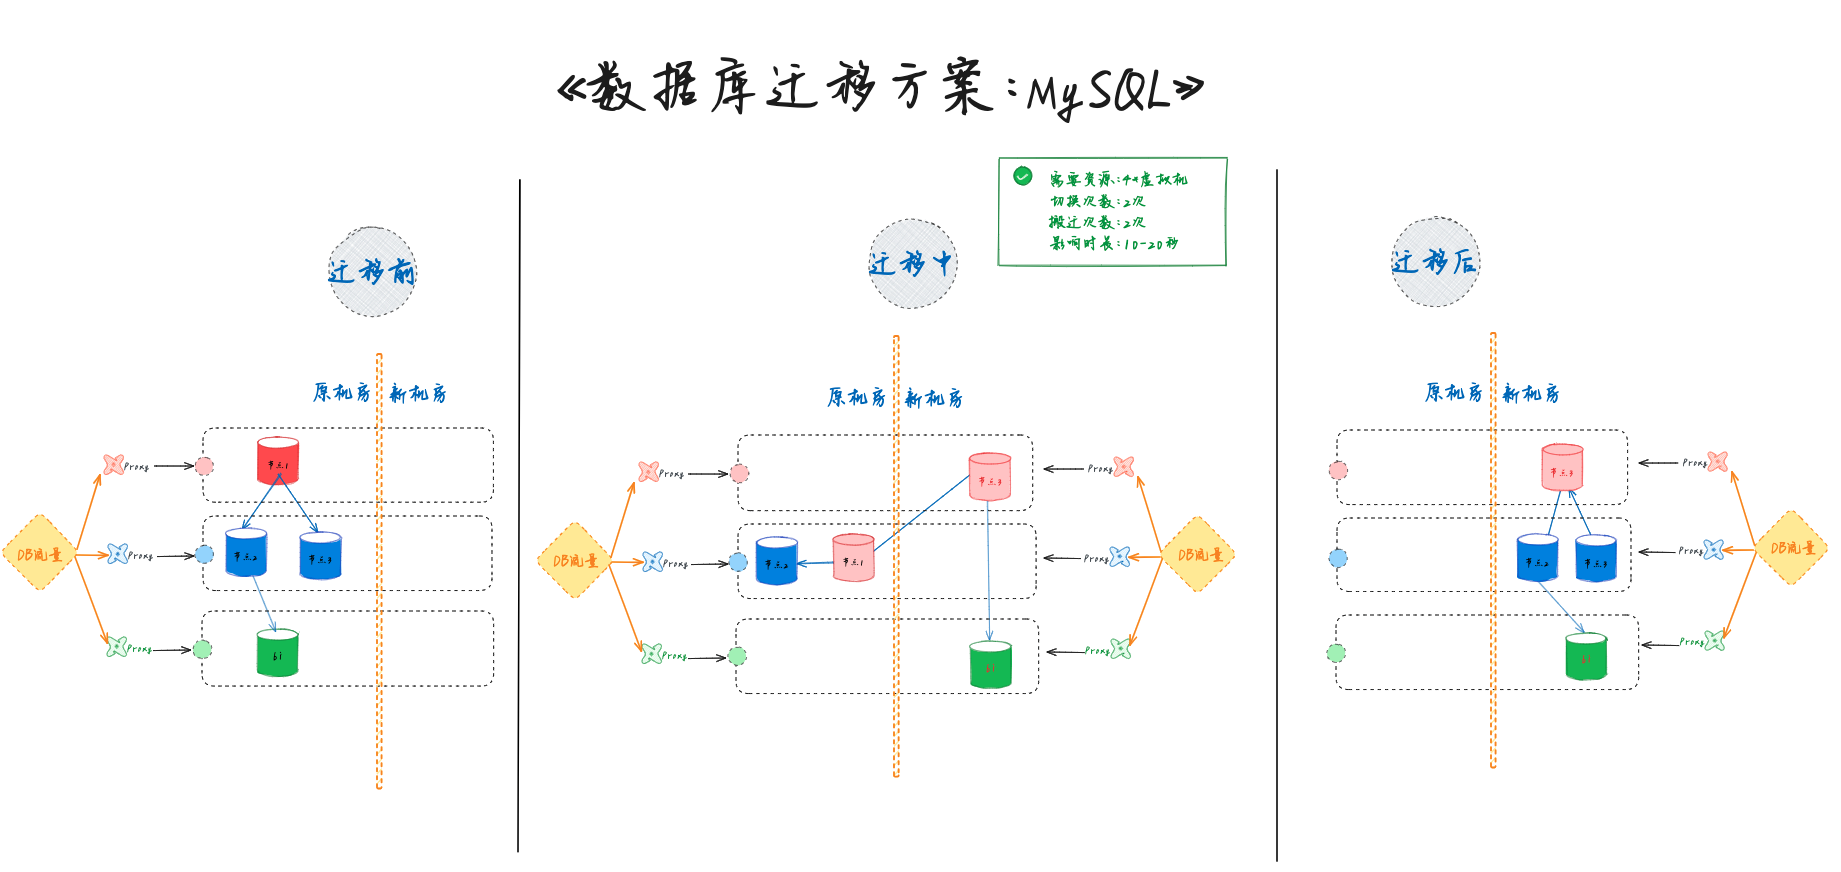 《数据库迁移方案:MySQL》
需要资源:4*虚拟机
切换次数:2次
搬迁次数:2次
影响时长:10-20秒
迁移前
原机房
新机房
DB流量
Proxy
Proxy
Proxy
节点1
节点2
节点3
bi
迁移中
原机房
新机房
DB流量
Proxy
Proxy
Proxy
节点3
节点2
节点1
bi
Proxy
Proxy
Proxy
DB流量
迁移后
原机房
新机房
节点3
节点2
节点3
bi
Proxy
Proxy
Proxy
DB流量